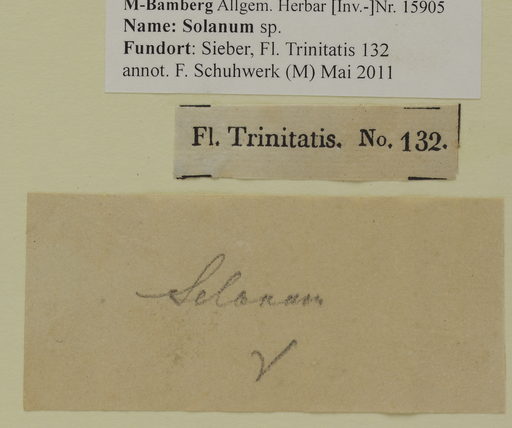 M-Bamberg Allgem. Herbar [Inv.-]Nr. 15905
Name: Solanum sp.
Fundort: Sieber, Fl. Trinitatis 132
annot. F. Schuhwerk (M) Mai 2011
Fl. Trinitatis. No. 132.
Solanum